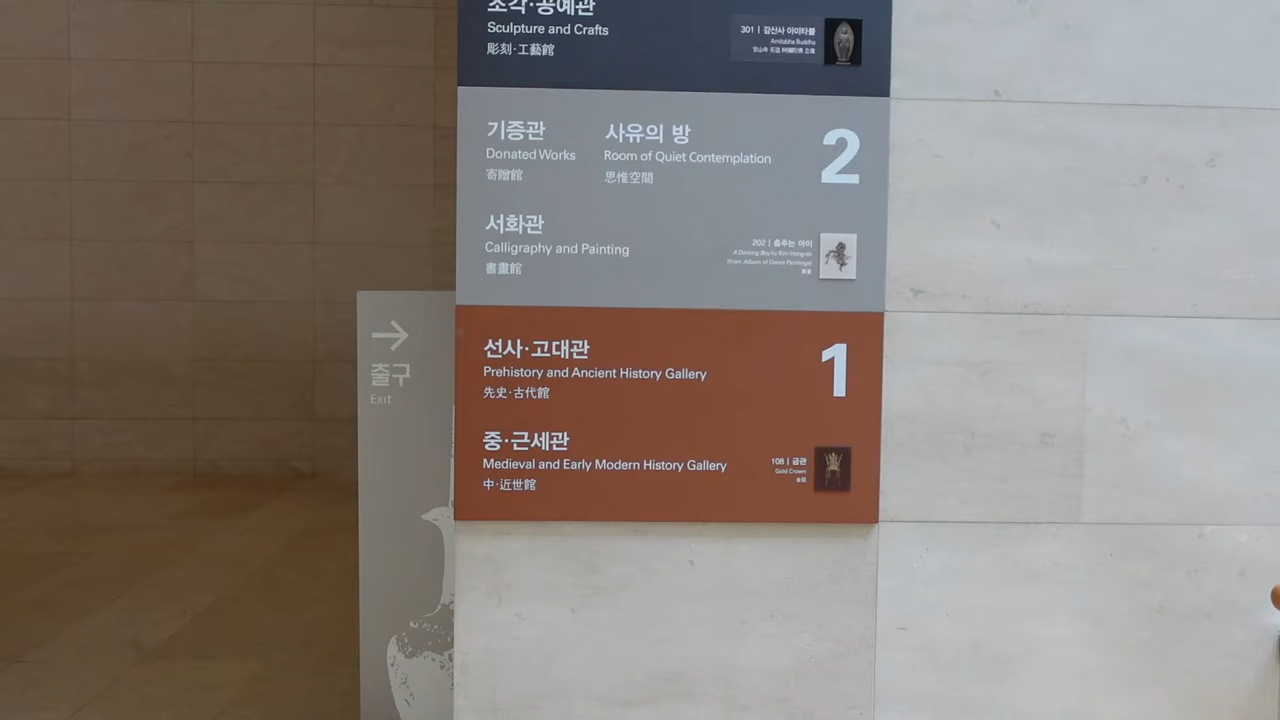 조각·공예관
Sculpture and Crafts
彫刻·工藝館
301 | 감산사 아미타불
Amitabha Buddha
기증관
Donated Works
寄贈館
사유의 방
Room of Quiet Contemplation
思惟空間
2
서화관
Calligraphy and Painting
書畫館
202 | 춤추는 아이
A Dancing Boy by Kim Hong-do
(from Album of Genre Paintings)
선사·고대관
Prehistory and Ancient History Gallery
先史·古代館
1
중·근세관
Medieval and Early Modern History Gallery
中·近世館
108 | 금관
Gold Crown
金冠
출구
Exit